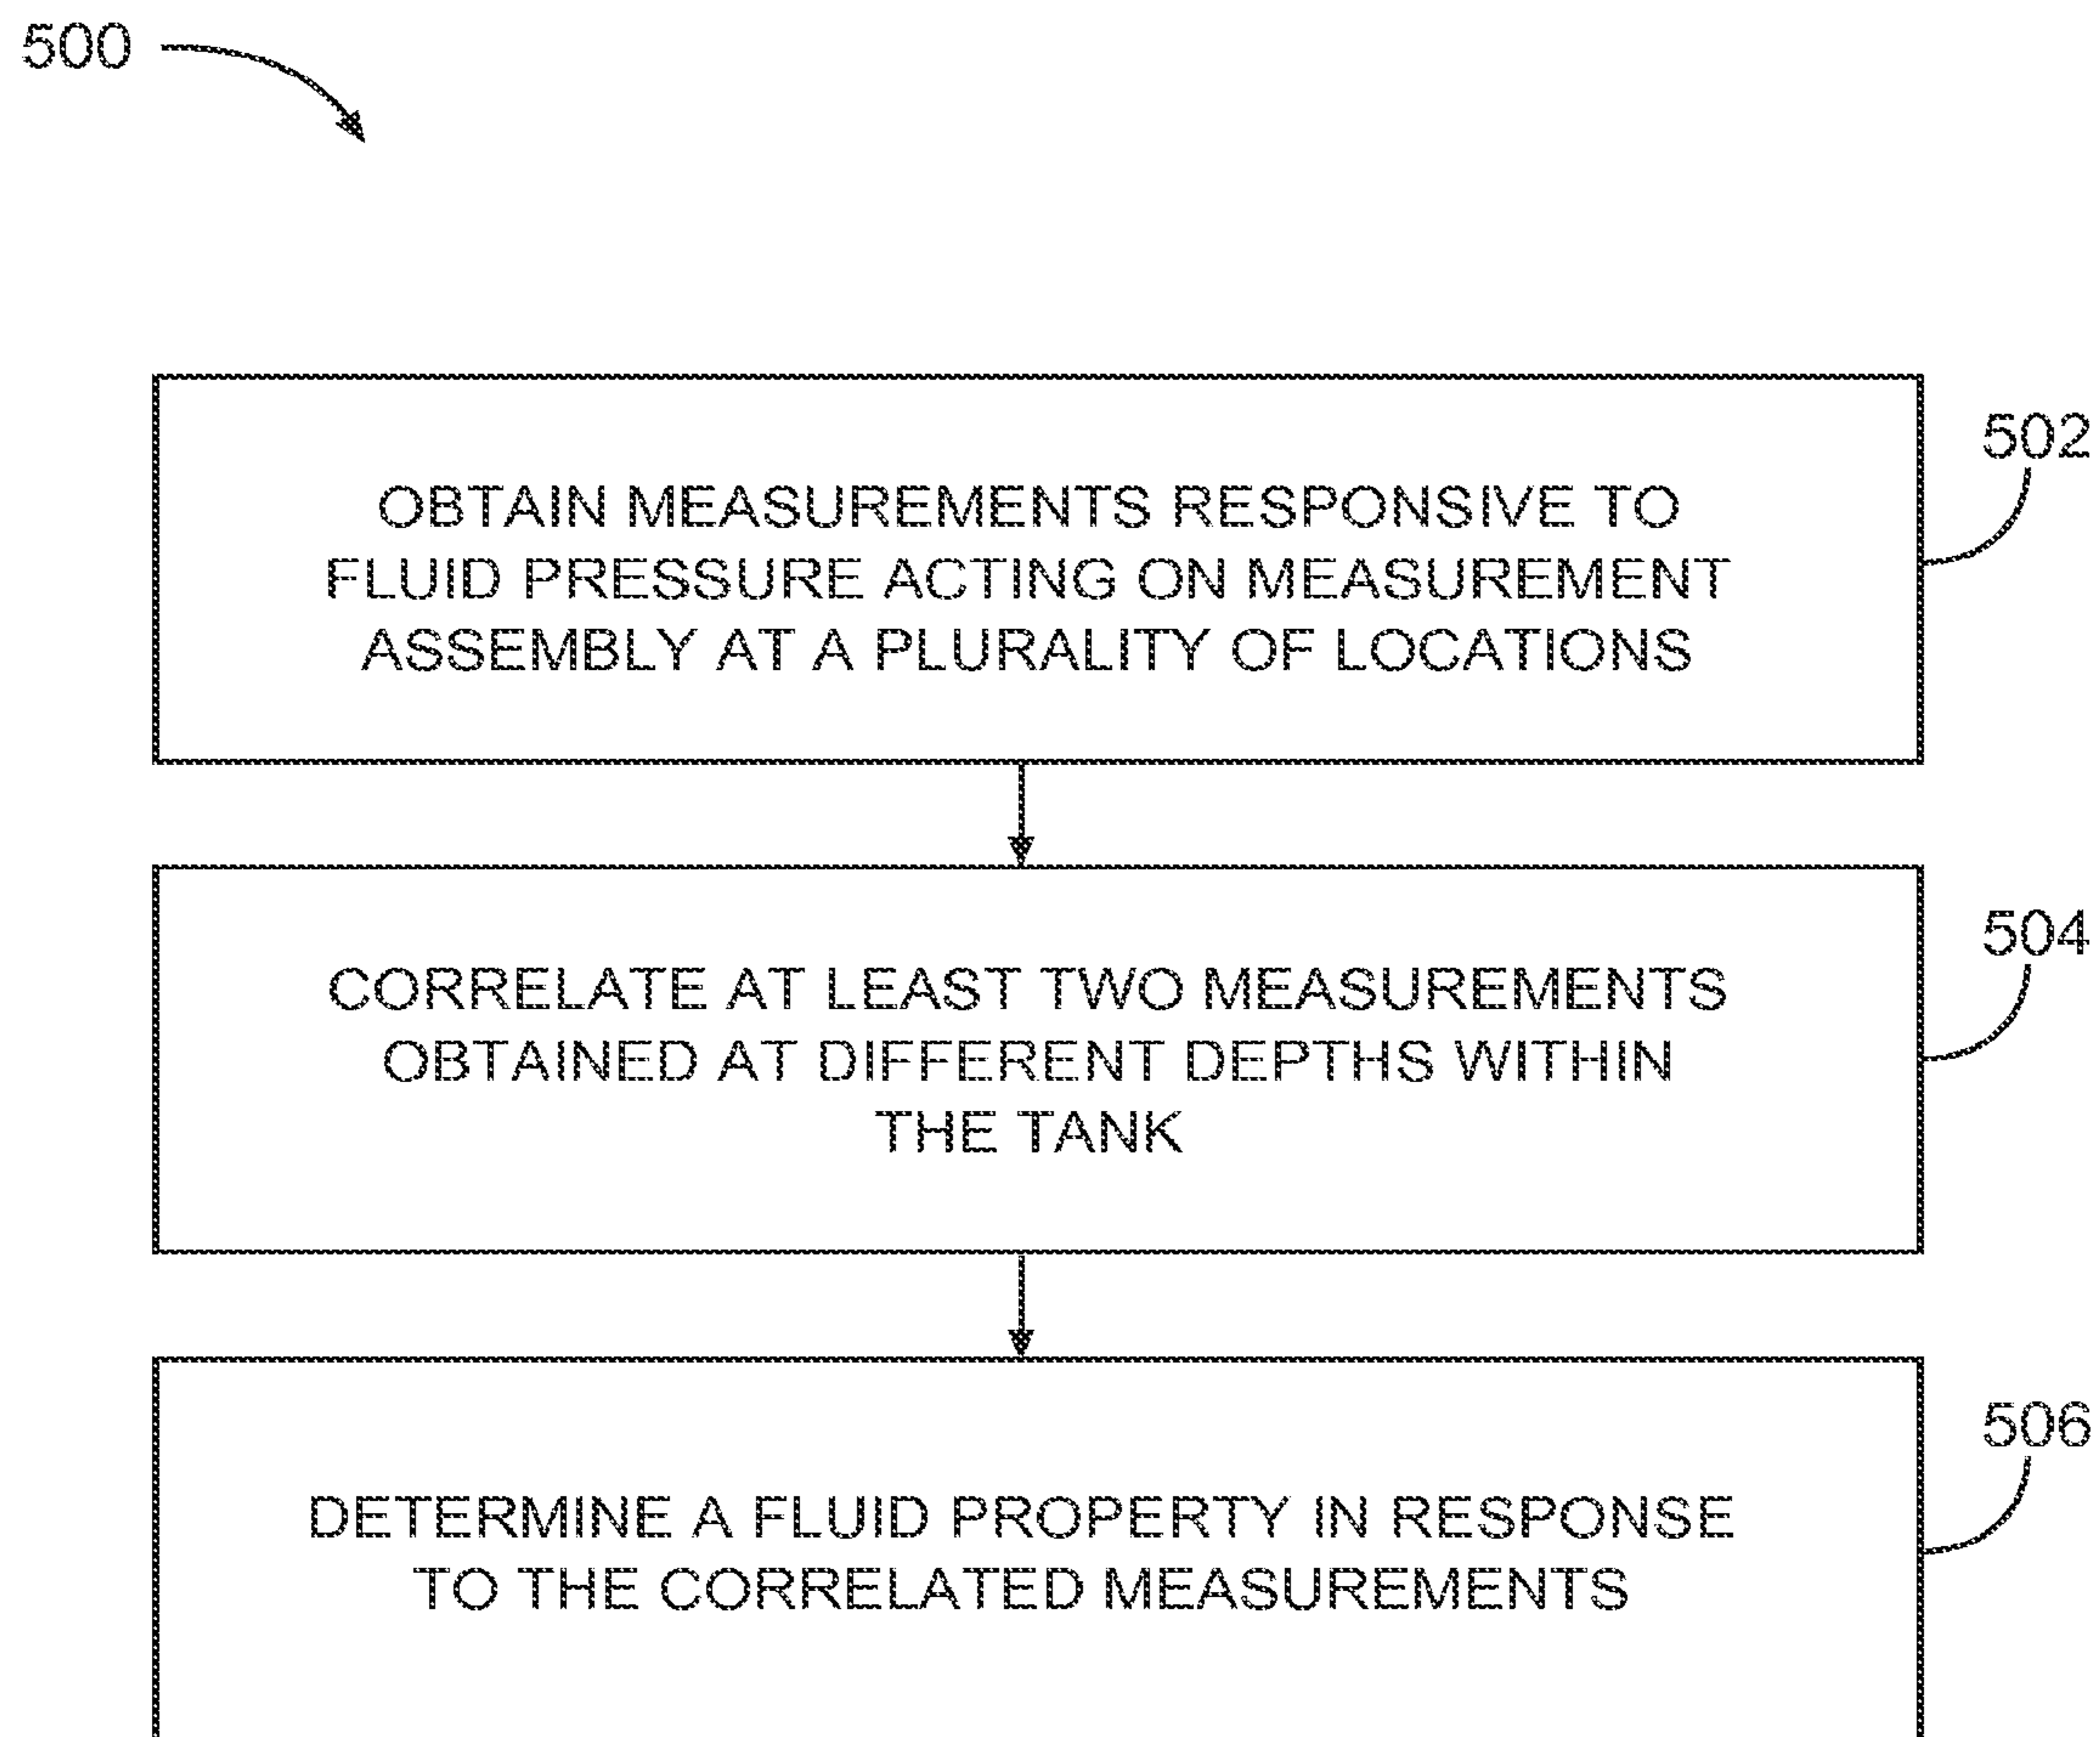 500
502
OBTAIN MEASUREMENTS RESPONSIVE TO
FLUID PRESSURE ACTING ON MEASUREMENT
ASSEMBLY AT A PLURALITY OF LOCATIONS
504
CORRELATE AT LEAST TWO MEASUREMENTS
OBTAINED AT DIFFERENT DEPTHS WITHIN
THE TANK
506
DETERMINE A FLUID PROPERTY IN RESPONSE
TO THE CORRELATED MEASUREMENTS